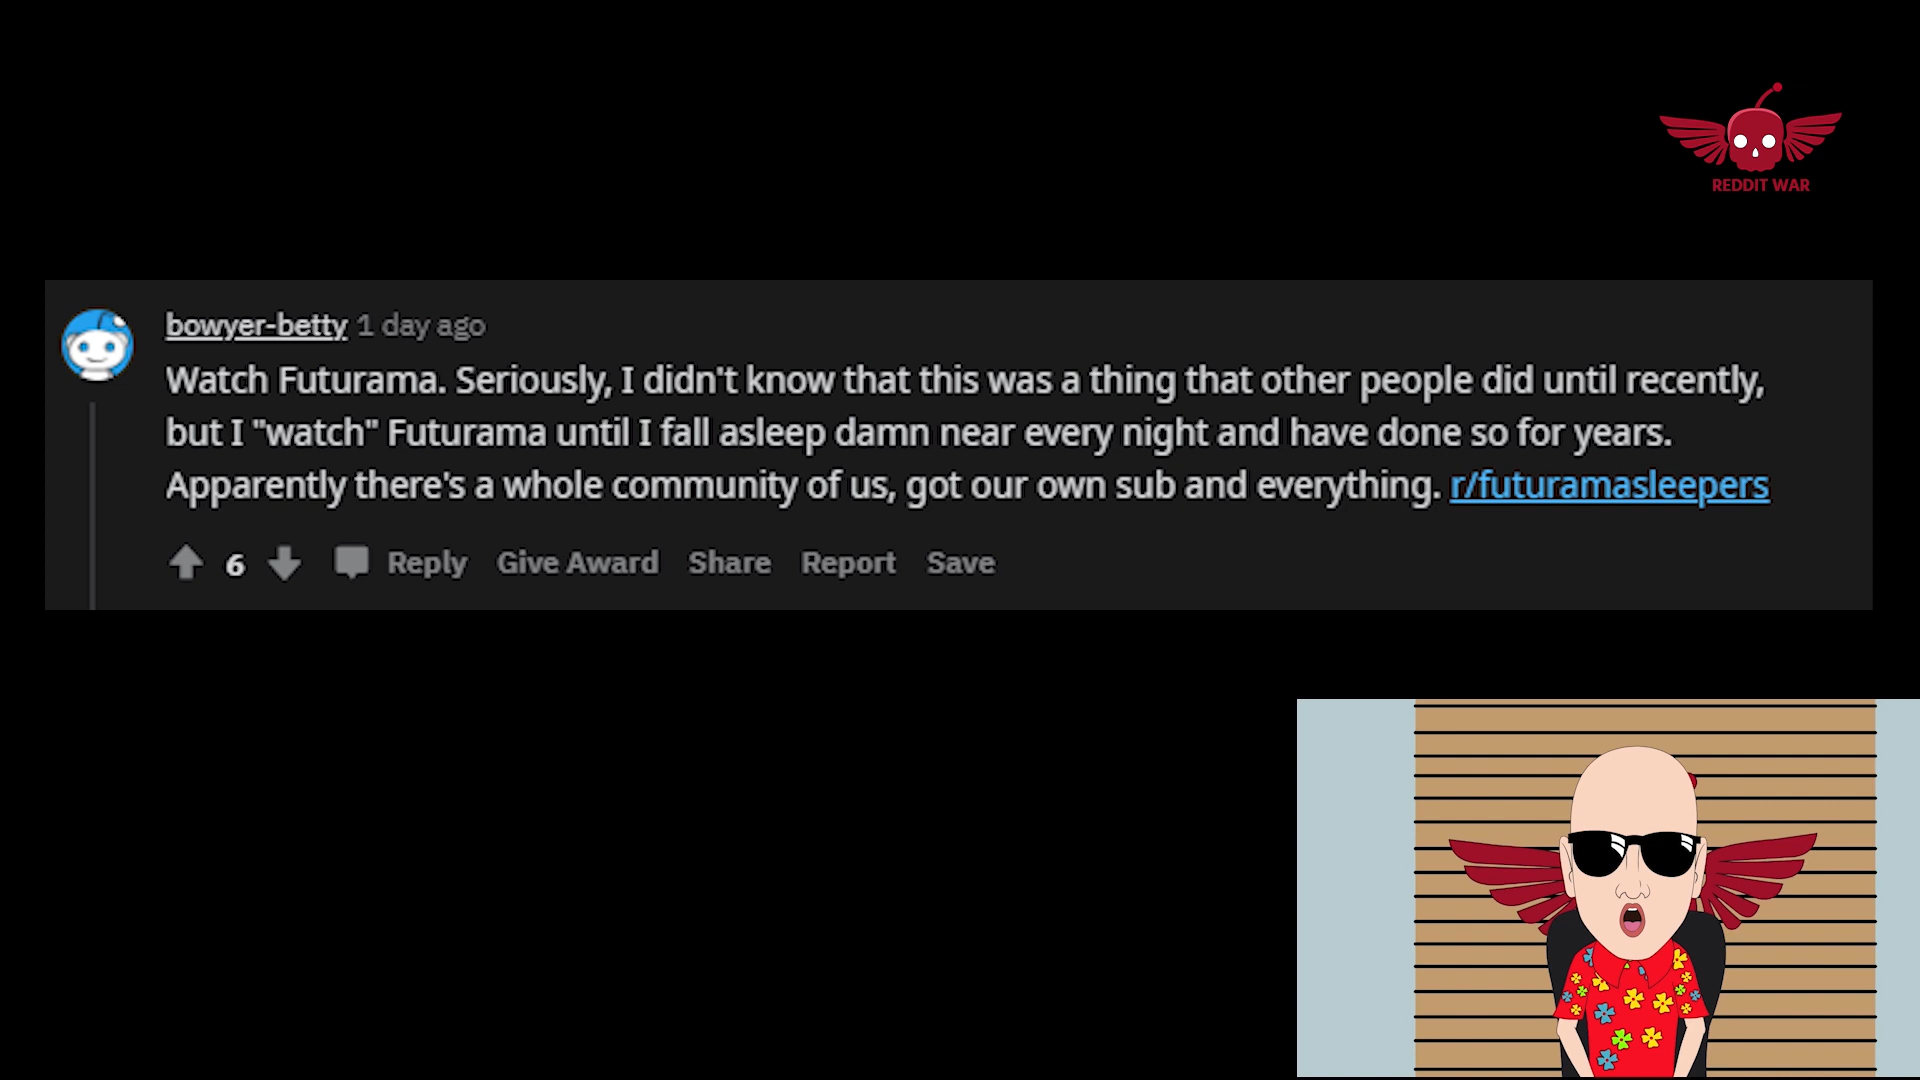 REDDIT WAR
bowyer-betty 1 day ago
Watch Futurama. Seriously, I didn't know that this was a thing that other people did until recently,
but I "watch" Futurama until I fall asleep damn near every night and have done so for years.
Apparently there's a whole community of us, got our own sub and everything. r/futuramasleepers
6 Reply Give Award Share Report Save